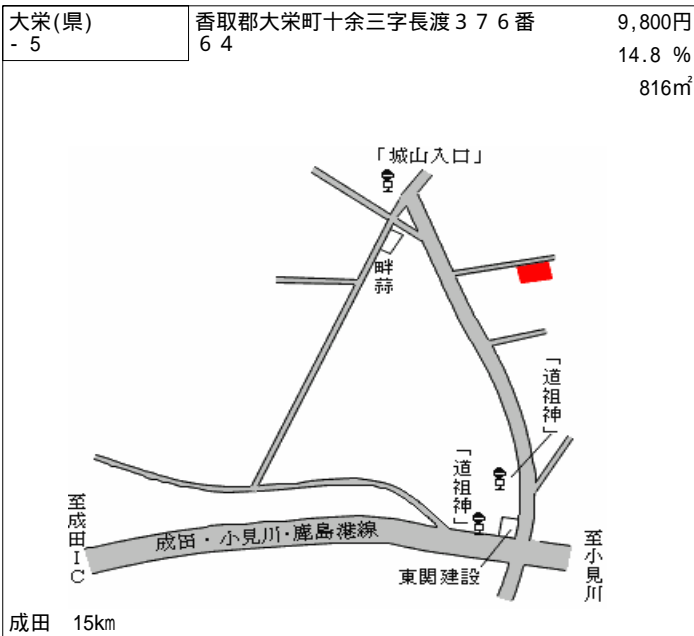 大栄(県)
- 5
香取郡大栄町十余三字長渡376番
64
9,800円
14.8 %
816㎡
「城山入口」
畔蒜
「道祖神」
「道祖神」
至成田IC
成田・小見川・鹿島港線
東関建設
至小見川
成田 15km